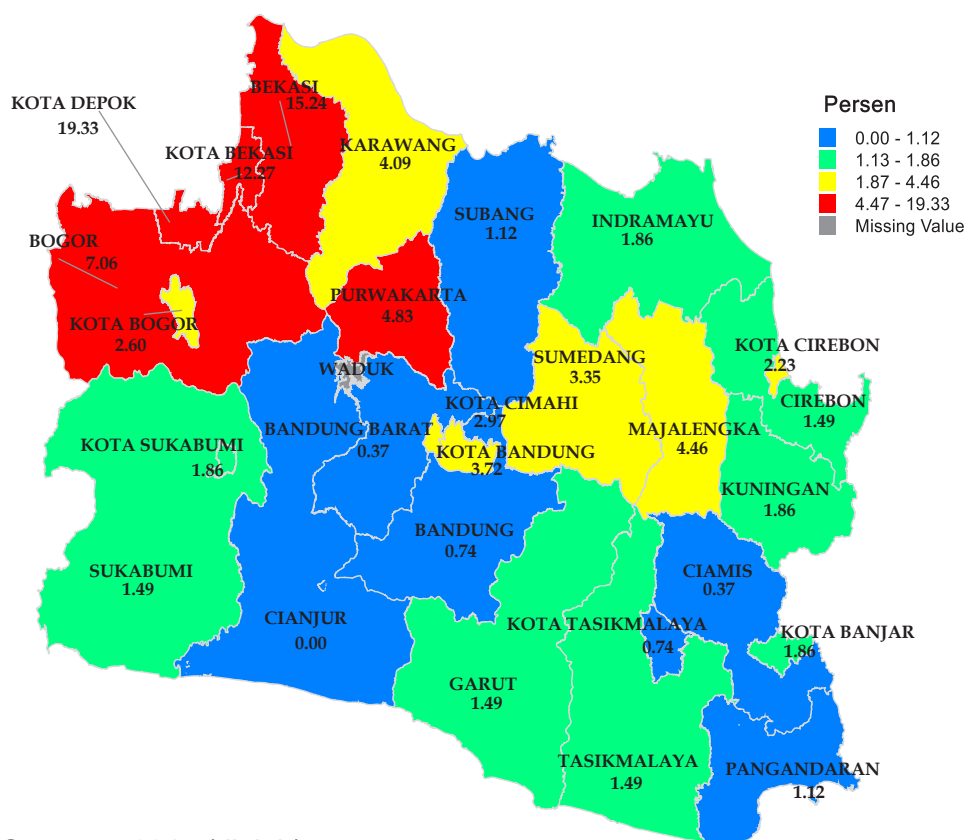 BEKASI
15.24
KOTA DEPOK
19.33
KOTA BEKASI
12.27
KARAWANG
4.09
Persen
0.00 - 1.12
1.13 - 1.86
1.87 - 4.46
4.47 - 19.33
Missing Value
SUBANG
1.12
INDRAMAYU
1.86
BOGOR
7.06
PURWAKARTA
4.83
KOTA BOGOR
2.60
KOTA CIREBON
2.23
SUMEDANG
3.35
WADUK
KOTA CIMAHI
2.97
CIREBON
1.49
KOTA SUKABUMI
1.86
BANDUNG BARAT
0.37
KOTA BANDUNG
3.72
MAJALENGKA
4.46
KUNINGAN
1.86
BANDUNG
0.74
SUKABUMI
1.49
CIAMIS
0.37
CIANJUR
0.00
KOTA TASIKMALAYA
0.74
KOTA BANJAR
1.86
GARUT
1.49
TASIKMALAYA
1.49
PANGANDARAN
1.12